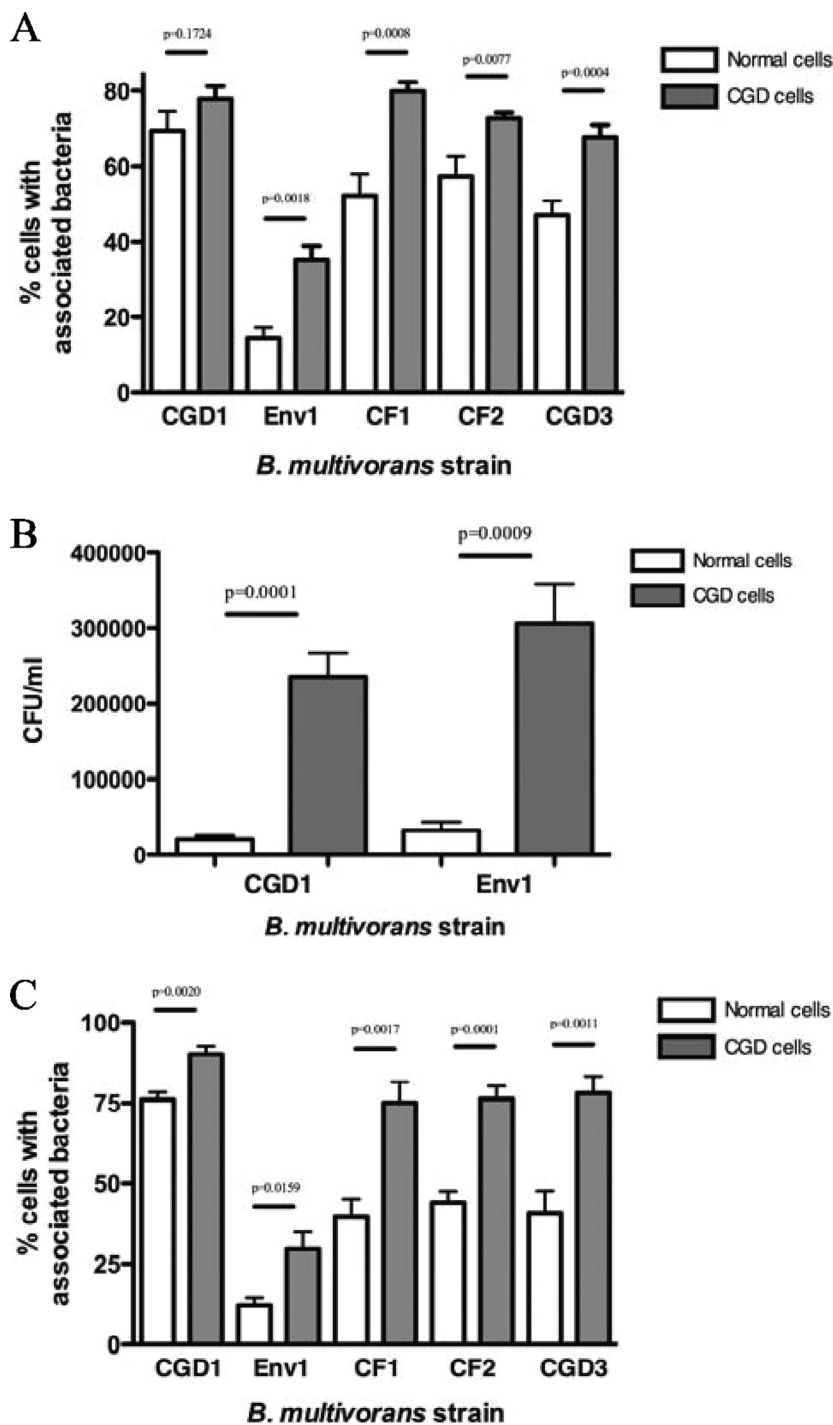 A
p=0.1724
p=0.0018
p=0.0008
p=0.0077
p=0.0004
Normal cells
CGD cells
% cells with
associated bacteria
80
60
40
20
0
CGD1 Env1 CF1 CF2 CGD3
B. multivorans strain
B
p=0.0001
p=0.0009
Normal cells
CGD cells
CFU/ml
400000
300000
200000
100000
0
CGD1 Env1
B. multivorans strain
C
p=0.0020
p=0.0159
p=0.0017
p=0.0001
p=0.0011
Normal cells
CGD cells
% cells with
associated bacteria
100
75
50
25
0
CGD1 Env1 CF1 CF2 CGD3
B. multivorans strain